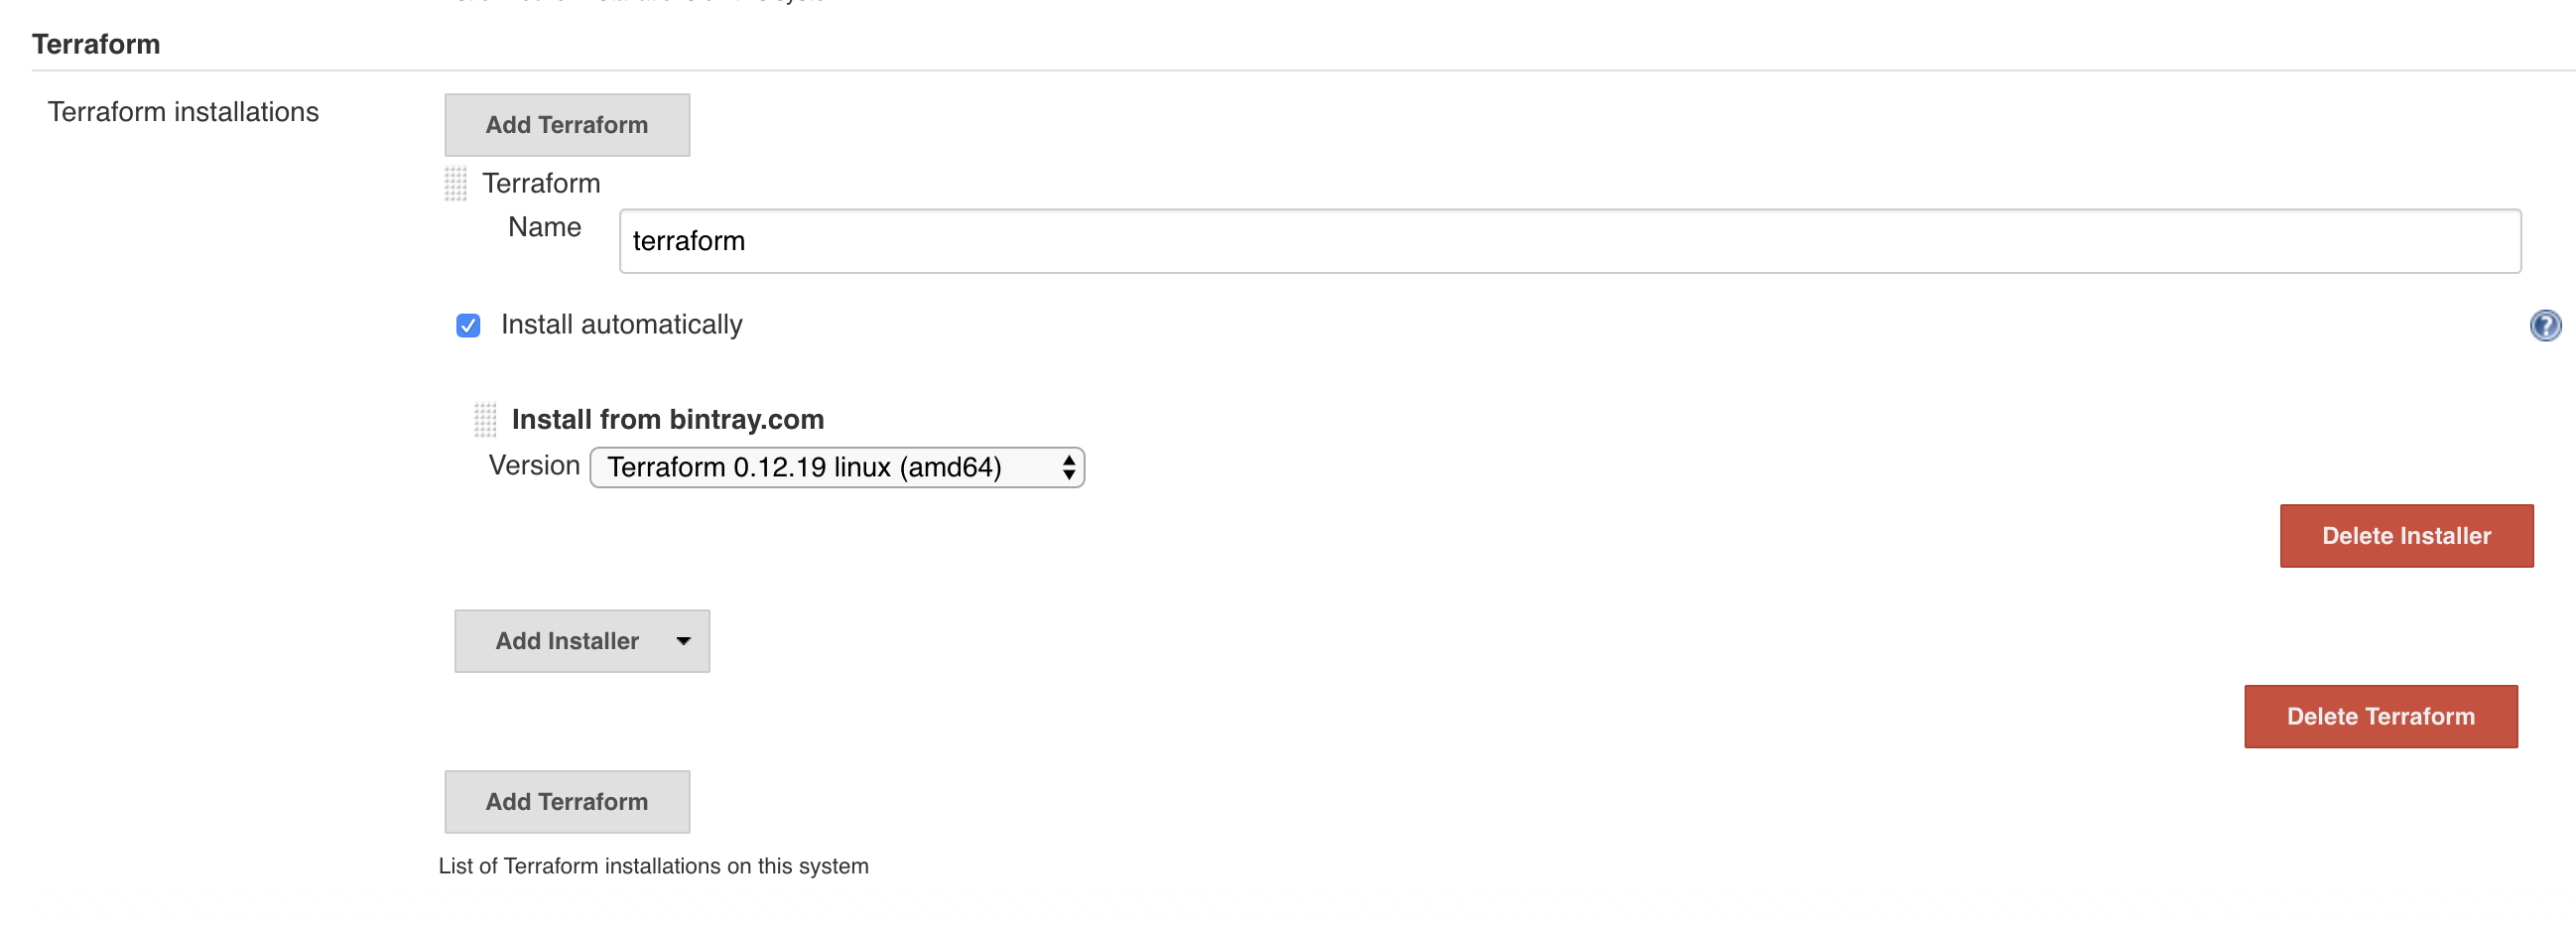 Terraform
Terraform installations
Add Terraform
Terraform
Name
terraform
Install automatically
?
Install from bintray.com
Version
Terraform 0.12.19 linux (amd64)
Delete Installer
Add Installer
Delete Terraform
Add Terraform
List of Terraform installations on this system